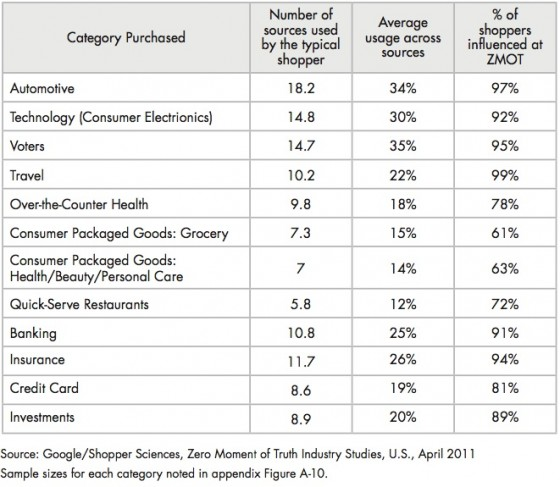 Category Purchased
Number of
sources used
by the typical
shopper
Average
usage across
sources
% of
shoppers
influenced at
ZMOT
Automotive 18.2 34% 97%
Technology (Consumer Electrionics) 14.8 30% 92%
Voters 14.7 35% 95%
Travel 10.2 22% 99%
Over-the-Counter Health 9.8 18% 78%
Consumer Packaged Goods: Grocery 7.3 15% 61%
Consumer Packaged Goods:
Health/Beauty/Personal Care 7 14% 63%
Quick-Serve Restaurants 5.8 12% 72%
Banking 10.8 25% 91%
Insurance 11.7 26% 94%
Credit Card 8.6 19% 81%
Investments 8.9 20% 89%
Source: Google/Shopper Sciences, Zero Moment of Truth Industry Studies, U.S., April 2011
Sample sizes for each category noted in appendix Figure A-10.